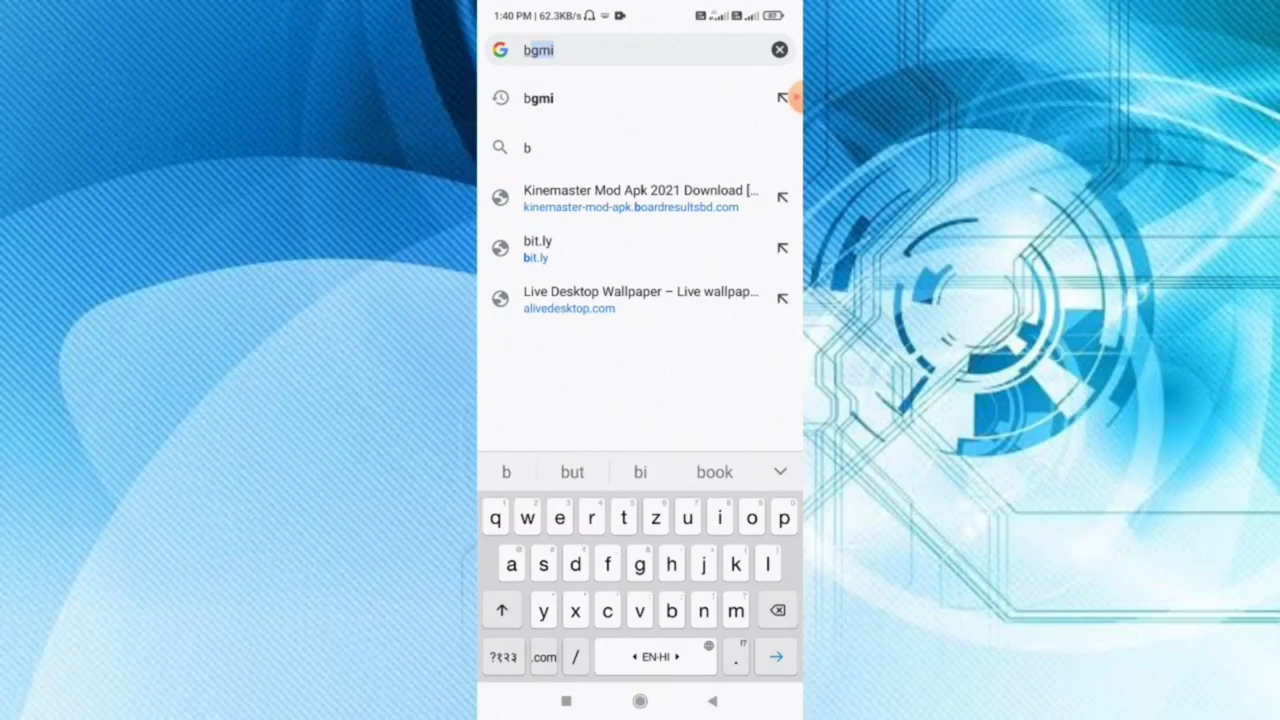 1:40 PM | 62.3KB/s
bgmi
bgmi
b
Kinemaster Mod Apk 2021 Download [...
kinemaster-mod-apk.boardresultsbd.com
bit.ly
bit.ly
Live Desktop Wallpaper – Live wallpap...
alivedesktop.com
b but bi book
q w e r t z u i o p
a s d f g h j k l
y x c v b n m
?१२३ .com / EN-HI .